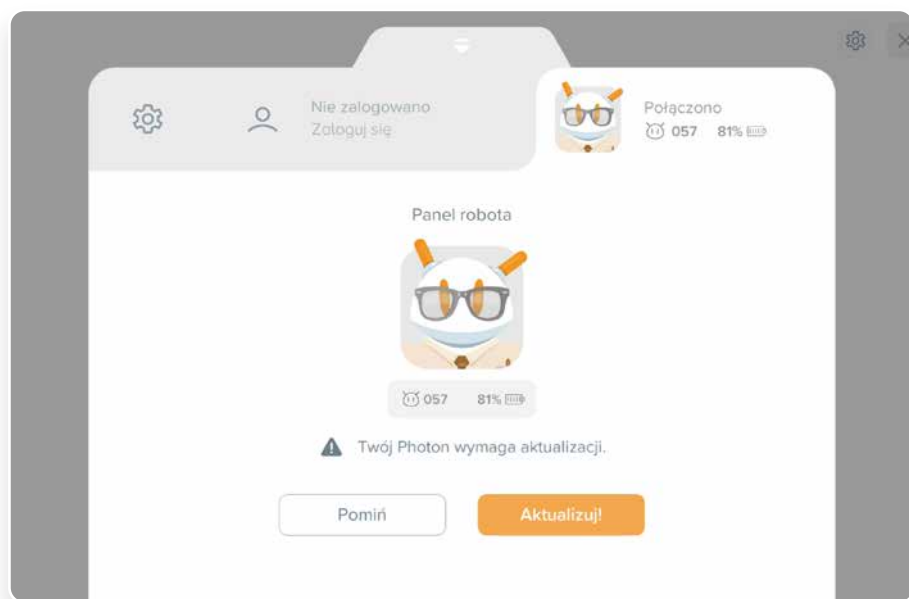 Nie zalogowano
Zaloguj się
Połączono
057 81%
Panel robota
057 81%
Twój Photon wymaga aktualizacji.
Pomiń
Aktualizuj!